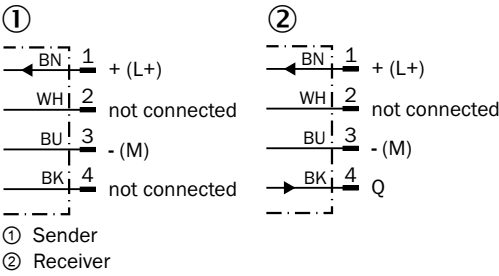 ① ②
BN 1 + (L+) BN 1 + (L+)
WH 2 not connected WH 2 not connected
BU 3 - (M) BU 3 - (M)
BK 4 not connected BK 4 Q
① Sender
② Receiver